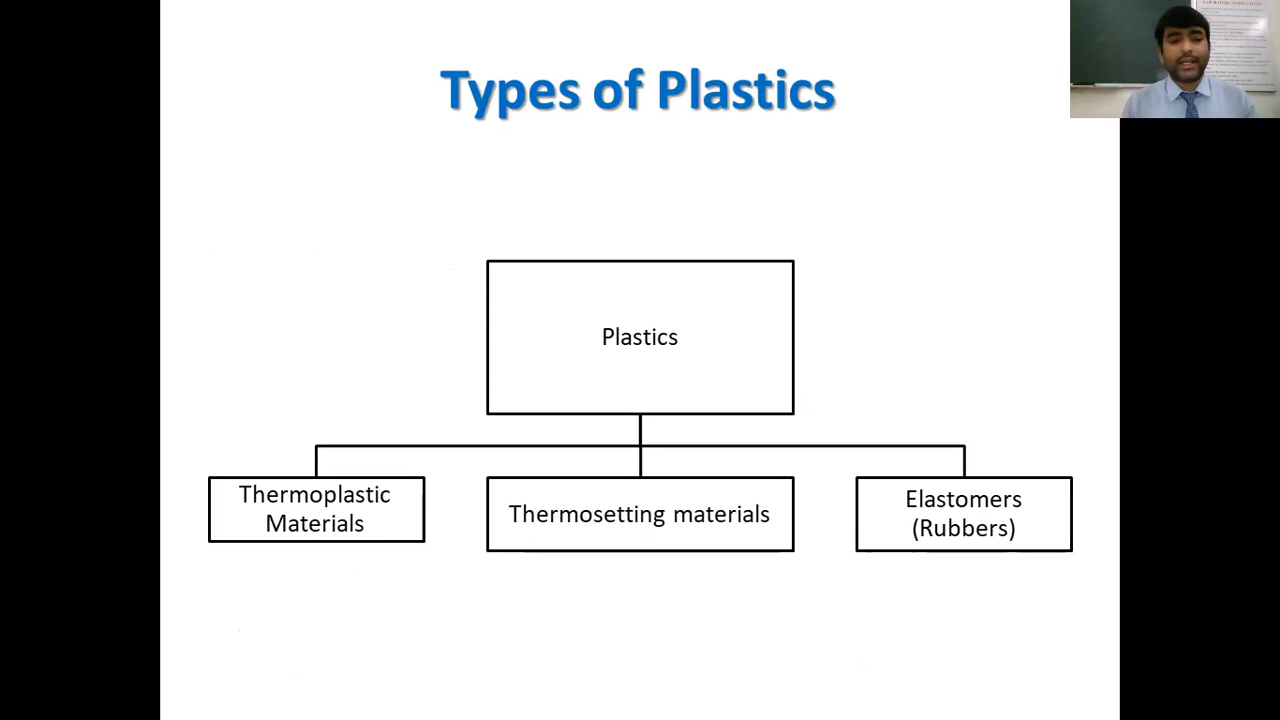 Types of Plastics
Plastics
Thermoplastic
Materials
Thermosetting materials
Elastomers
(Rubbers)